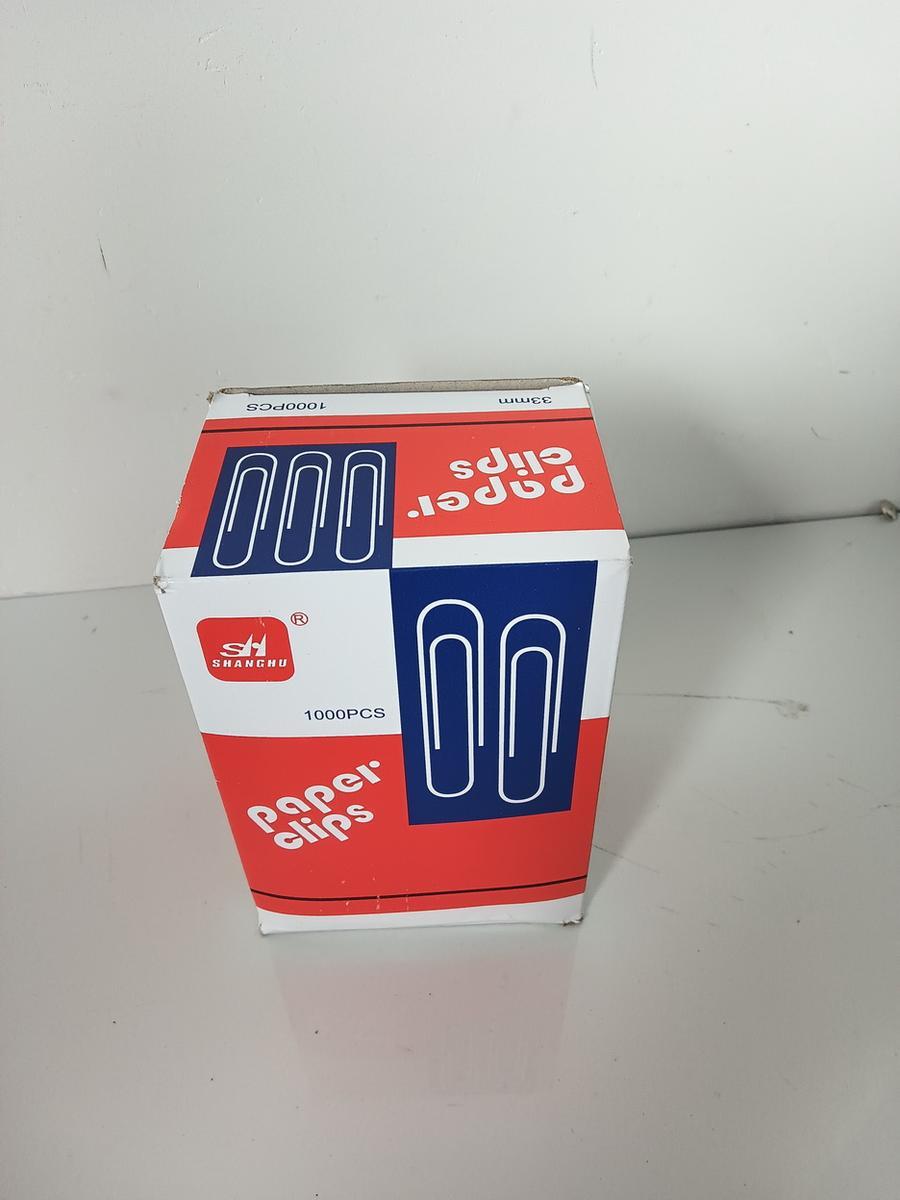 1000PCS
33mm
paper
clips
SH
SHANGHU
®
1000PCS
paper
clips